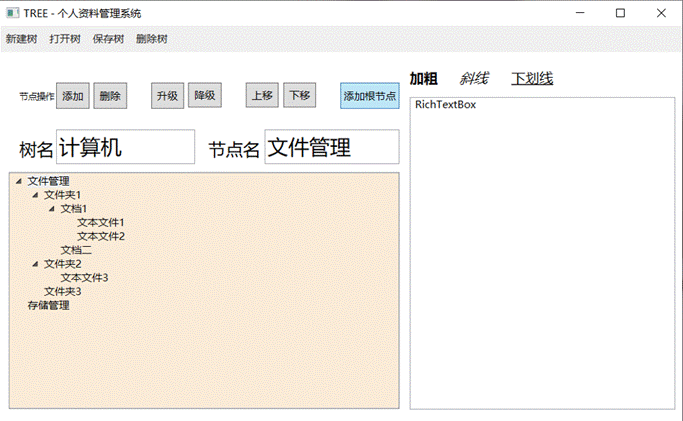 TREE - 个人资料管理系统
新建树 打开树 保存树 删除树
节点操作 添加 删除 升级 降级 上移 下移 添加根节点
树名 计算机 节点名 文件管理
文件管理
文件夹1
文档1
文本文件1
文本文件2
文档二
文件夹2
文本文件3
文件夹3
存储管理
加粗 斜线 下划线
RichTextBox